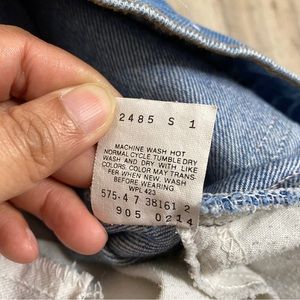 2485 S 1
MACHINE WASH HOT
NORMAL CYCLE TUMBLE DRY
WASH AND DRY WITH LIKE
COLORS. COLOR MAY TRANS
FER WHEN NEW. WASH
BEFORE WEARING.
WPL 423
575-4 7 38161 2
905 0214